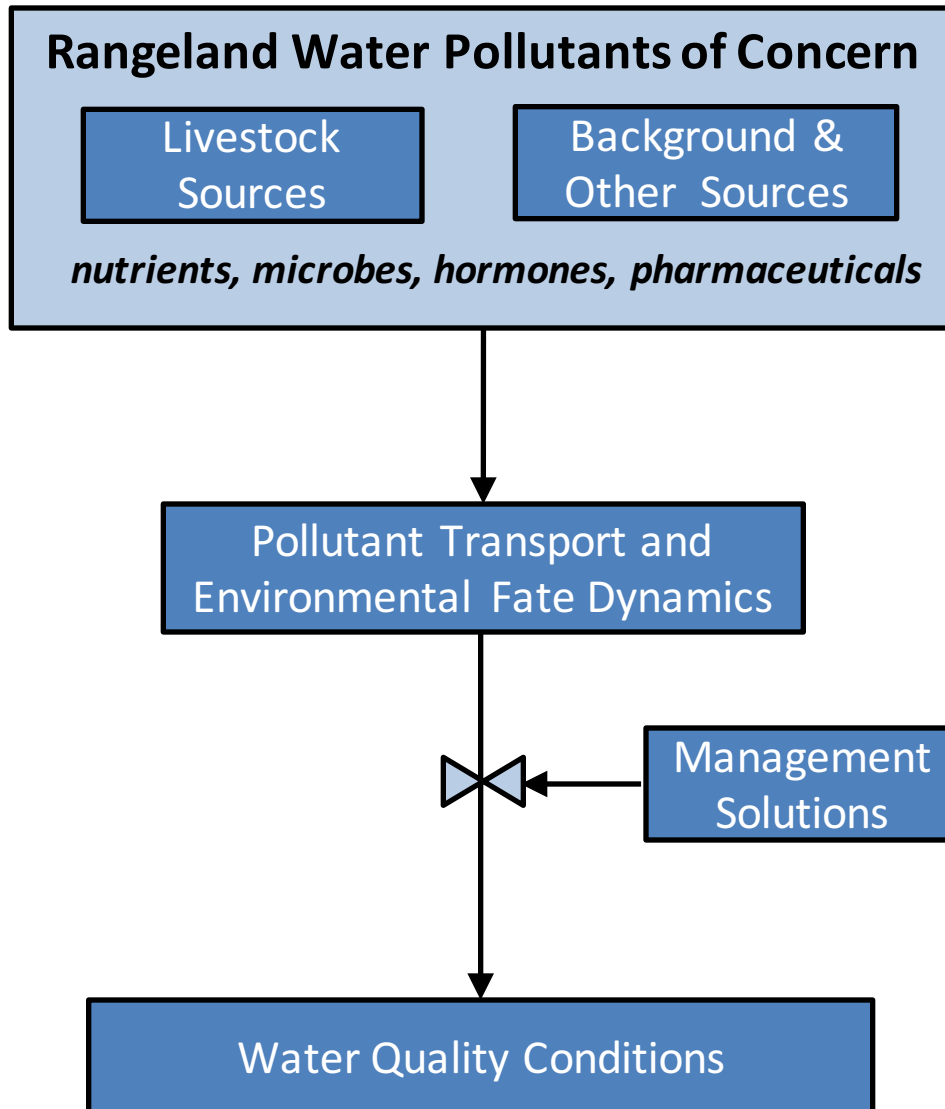 Rangeland Water Pollutants of Concern
Livestock
Sources
Background &
Other Sources
nutrients, microbes, hormones, pharmaceuticals
Pollutant Transport and
Environmental Fate Dynamics
Management
Solutions
Water Quality Conditions